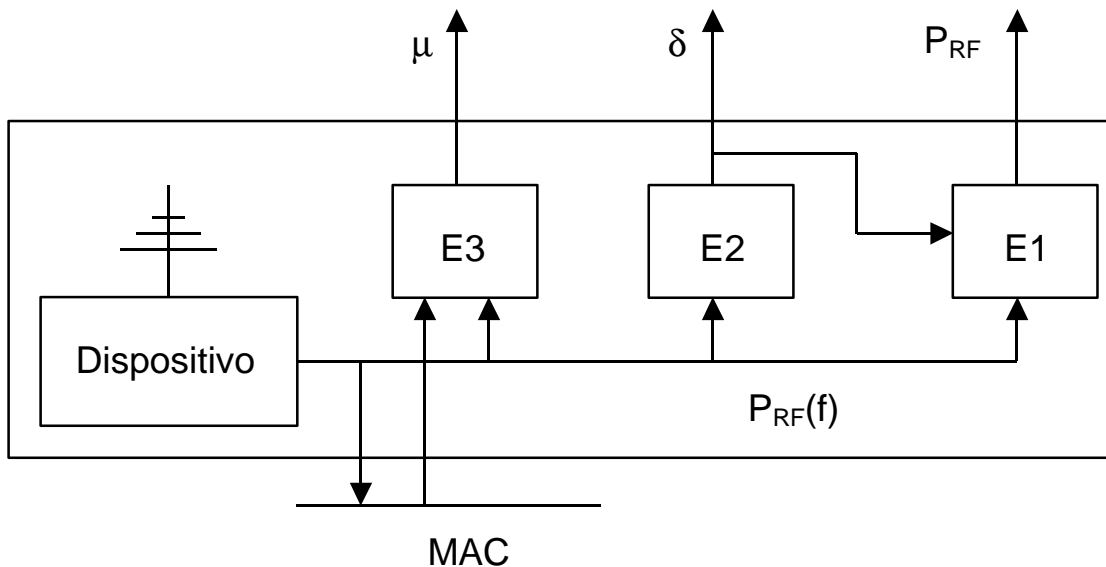 μ
δ
P_RF
E3
E2
E1
Dispositivo
P_RF(f)
MAC